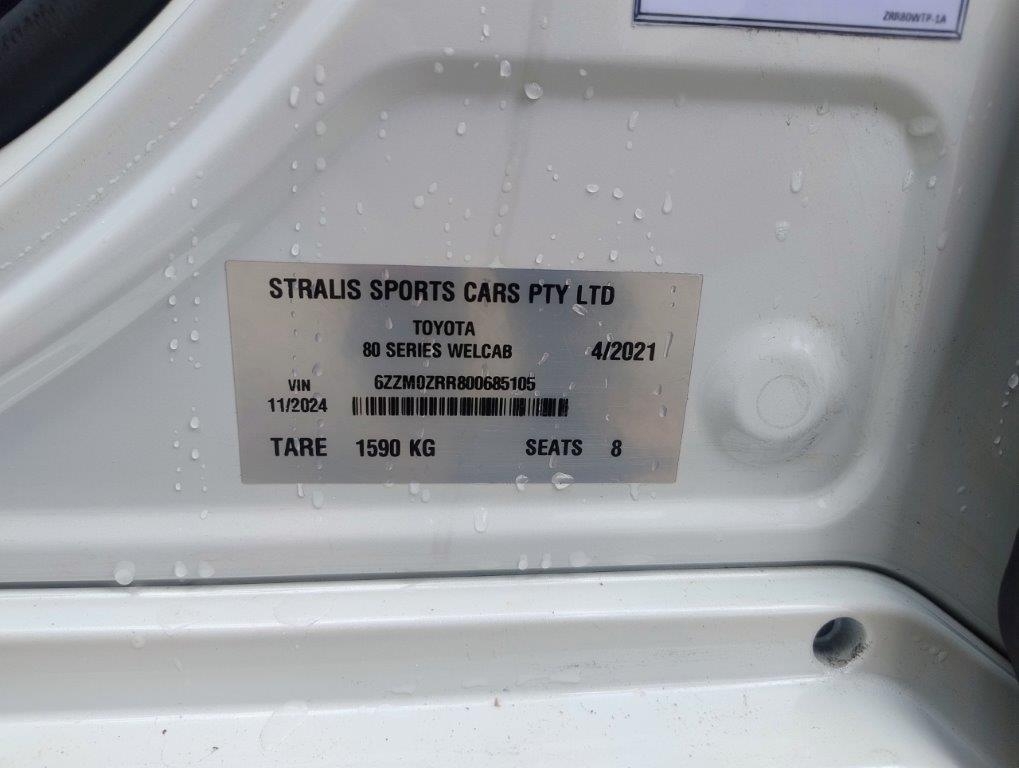 ZRR80WTP-1A
STRALIS SPORTS CARS PTY LTD
TOYOTA
80 SERIES WELCAB 4/2021
VIN 6ZZM0ZRR800685105
11/2024
TARE 1590 KG SEATS 8